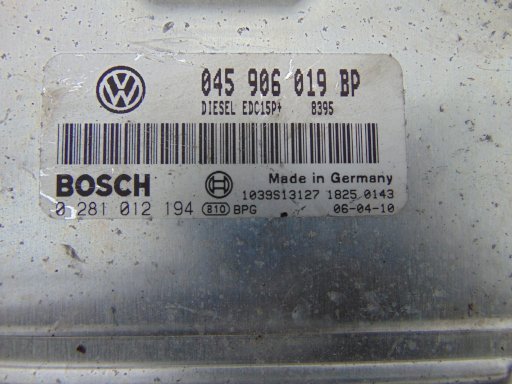 045 906 019 BP
DIESEL EDC15P+ 8395
BOSCH
Made in Germany
1039S13127 1825 0143
0 281 012 194 810 BPG 06-04-10